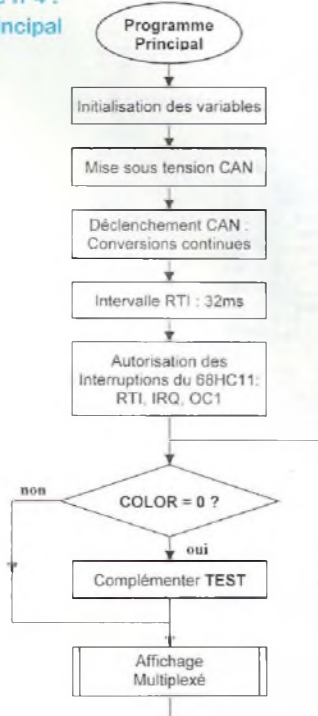 incipal
Programme
Principal
Initialisation des variables
Mise sous tension CAN
Déclenchement CAN :
Conversions continues
Intervalle RTI : 32ms
Autorisation des
Interruptions du 68HC11:
RTI, IRQ, OC1
non
COLOR = 0 ?
oui
Complémenter TEST
Affichage
Multiplexé